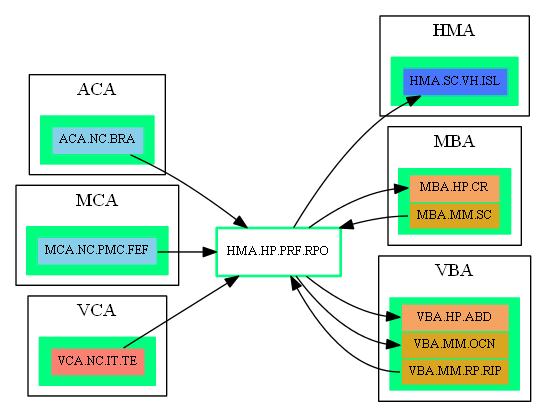 ACA
ACA.NC.BRA
MCA
MCA.NC.PMC.FEF
VCA
VCA.NC.IT.TE
HMA.HP.PRF.RPO
HMA
HMA.SC.VH.ISL
MBA
MBA.HP.CR
MBA.MM.SC
VBA
VBA.HP.ABD
VBA.MM.OCN
VBA.MM.RP.RIP